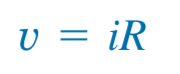 v = iR